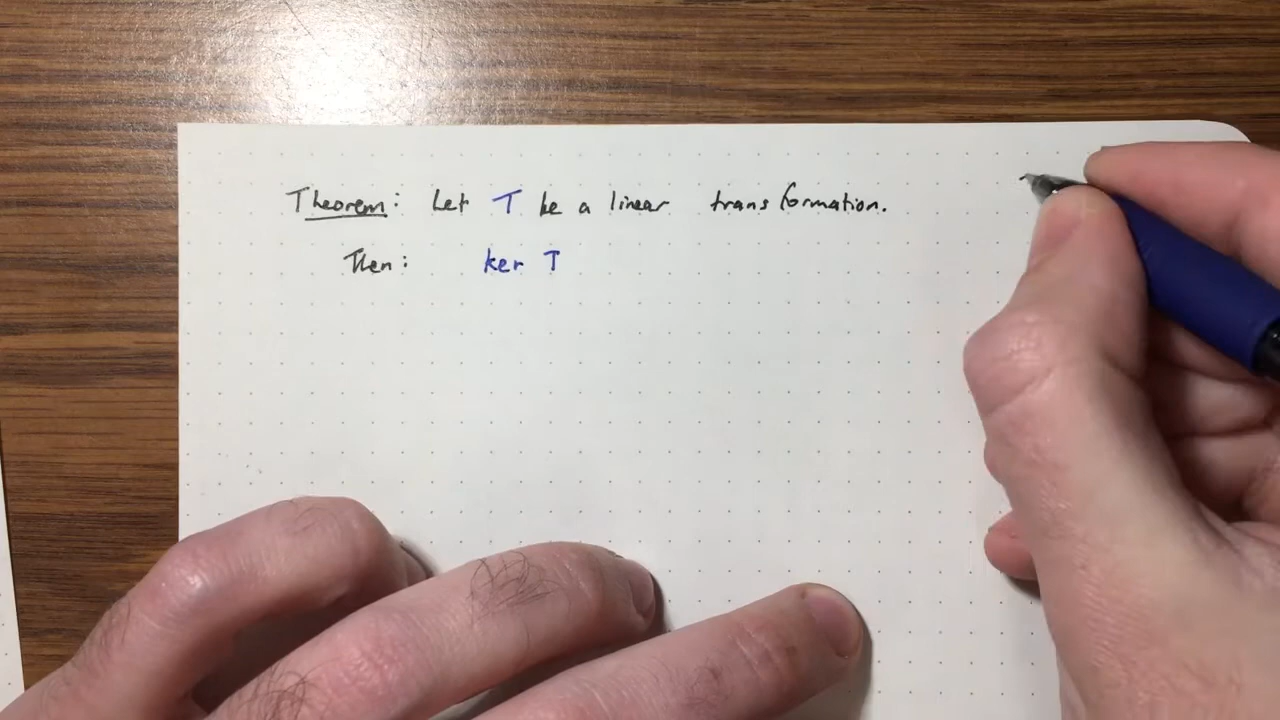 Theorem: Let T be a linear transformation.
Then: ker T